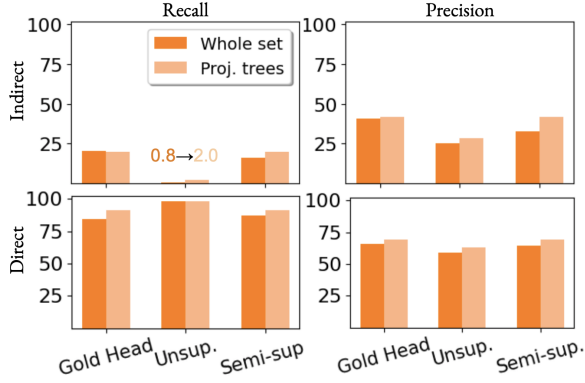 Recall
Precision
Indirect
100
75
50
25
Whole set
Proj. trees
0.8→2.0
100
75
50
25
Direct
100
75
50
25
Gold Head
Unsup.
Semi-sup
100
75
50
25
Gold Head
Unsup.
Semi-sup.